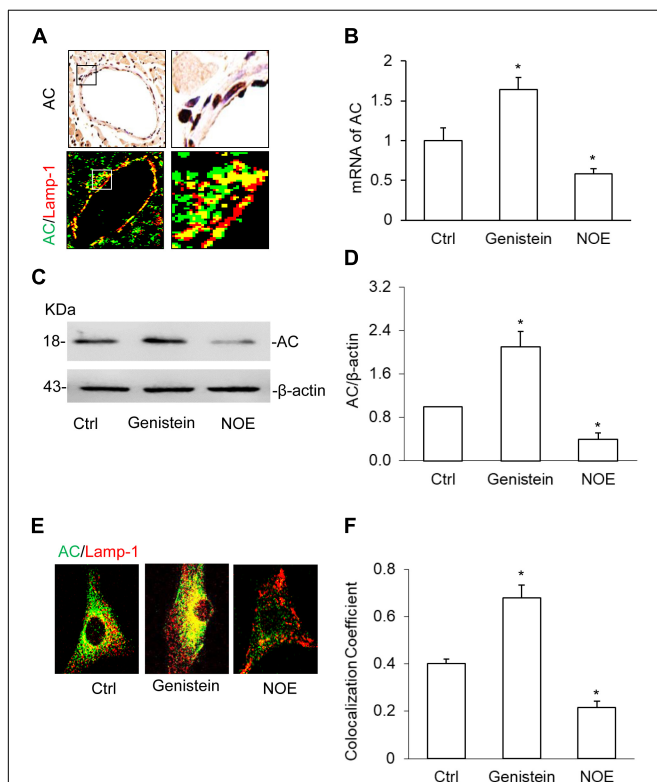 A
AC
AC/Lamp-1
B
mRNA of AC
2
1.5
1
0.5
0
*
*
Ctrl Genistein NOE
C
KDa
18- -AC
43- -β-actin
Ctrl Genistein NOE
D
AC/β-actin
3.2
2.4
1.6
0.8
0.0
*
*
Ctrl Genistein NOE
E
AC/Lamp-1
Ctrl Genistein NOE
F
Colocalization Coefficient
0.8
0.6
0.4
0.2
0
*
*
Ctrl Genistein NOE